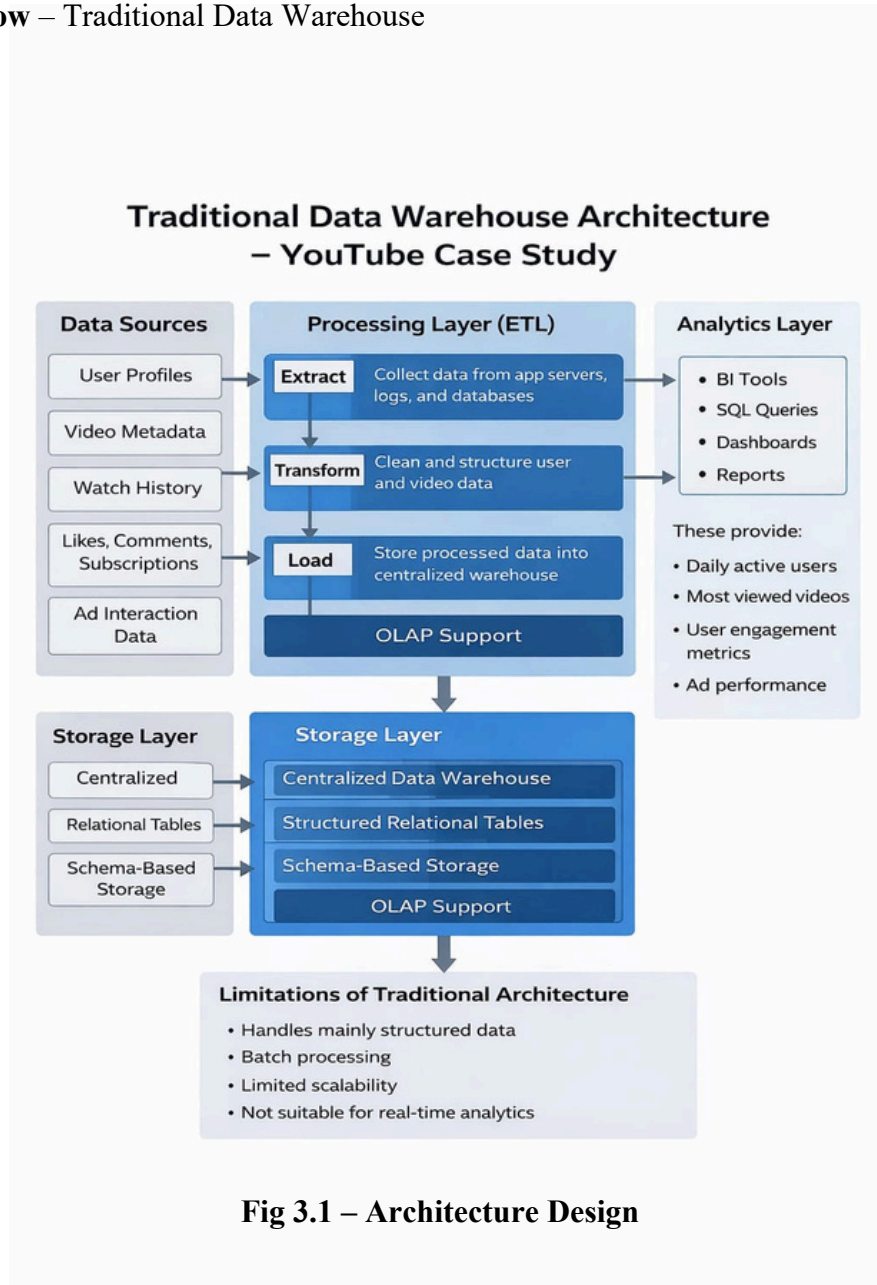 ow – Traditional Data Warehouse
Traditional Data Warehouse Architecture
– YouTube Case Study
Data Sources
User Profiles
Video Metadata
Watch History
Likes, Comments,
Subscriptions
Ad Interaction
Data
Processing Layer (ETL)
Extract
Collect data from app servers,
logs, and databases
Transform
Clean and structure user
and video data
Load
Store processed data into
centralized warehouse
OLAP Support
Analytics Layer
• BI Tools
• SQL Queries
• Dashboards
• Reports
These provide:
• Daily active users
• Most viewed videos
• User engagement
metrics
• Ad performance
Storage Layer
Centralized
Relational Tables
Schema-Based
Storage
Storage Layer
Centralized Data Warehouse
Structured Relational Tables
Schema-Based Storage
OLAP Support
Limitations of Traditional Architecture
• Handles mainly structured data
• Batch processing
• Limited scalability
• Not suitable for real-time analytics
Fig 3.1 – Architecture Design